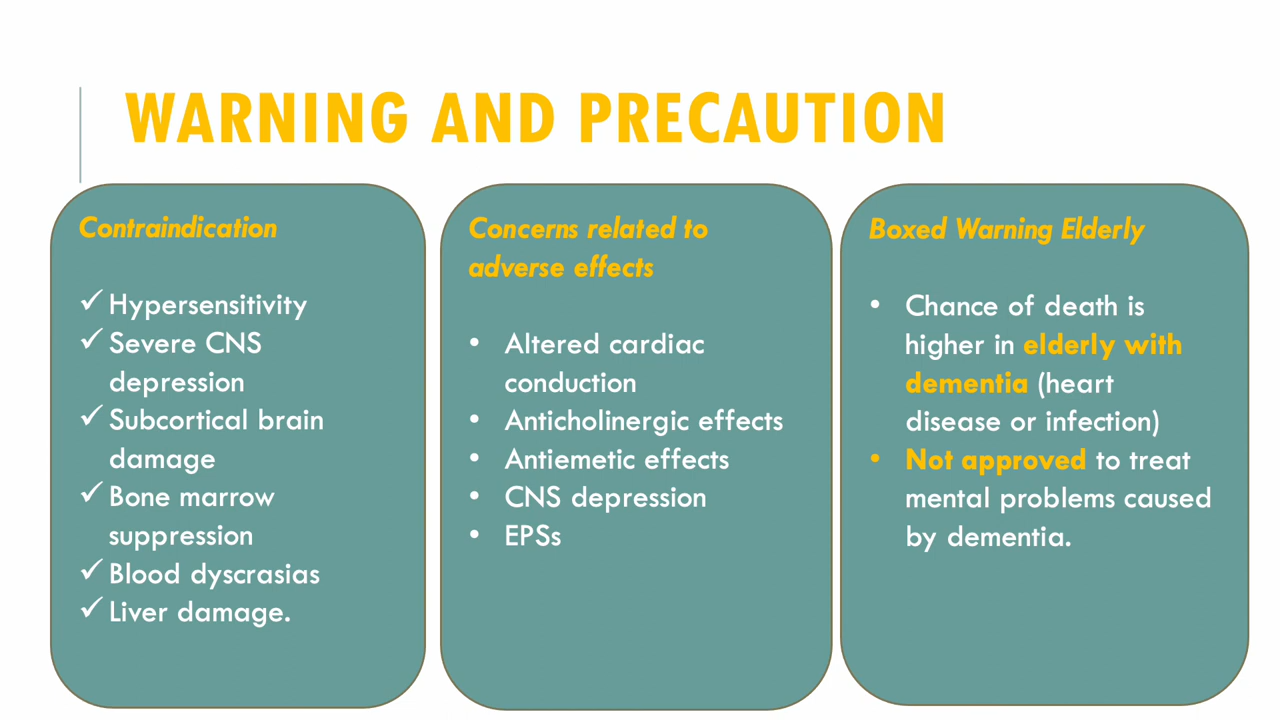 WARNING AND PRECAUTION
Contraindication
✓ Hypersensitivity
✓ Severe CNS
depression
✓ Subcortical brain
damage
✓ Bone marrow
suppression
✓ Blood dyscrasias
✓ Liver damage.
Concerns related to
adverse effects
• Altered cardiac
conduction
• Anticholinergic effects
• Antiemetic effects
• CNS depression
• EPSs
Boxed Warning Elderly
• Chance of death is
higher in elderly with
dementia (heart
disease or infection)
• Not approved to treat
mental problems caused
by dementia.